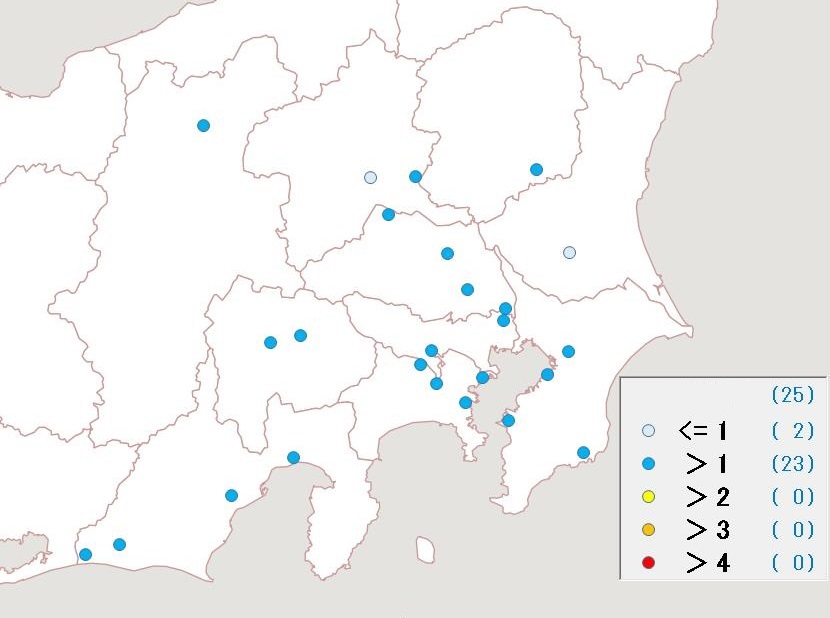 (25)
<= 1 ( 2)
> 1 (23)
> 2 ( 0)
> 3 ( 0)
> 4 ( 0)